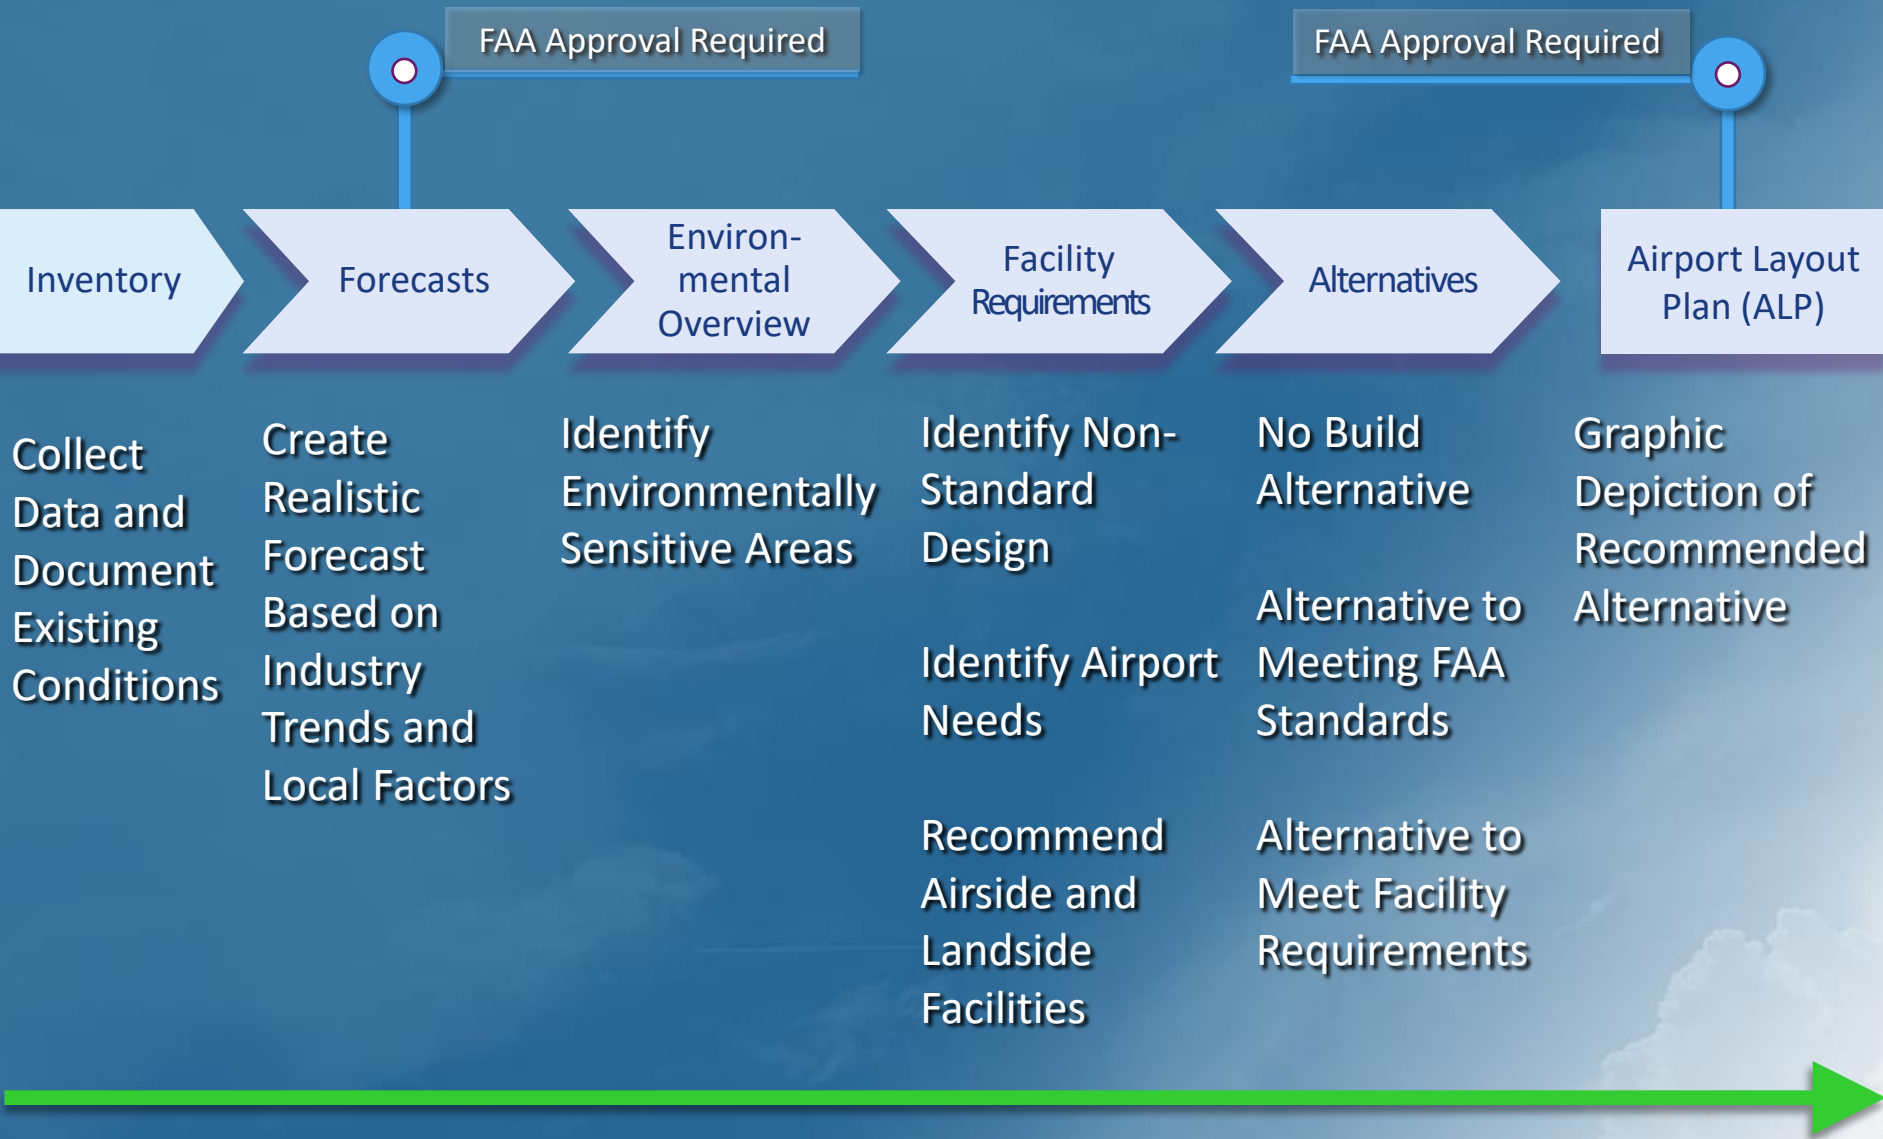 FAA Approval Required
FAA Approval Required
Inventory
Forecasts
Environ-
mental
Overview
Facility
Requirements
Alternatives
Airport Layout
Plan (ALP)
Collect
Data and
Document
Existing
Conditions
Create
Realistic
Forecast
Based on
Industry
Trends and
Local Factors
Identify
Environmentally
Sensitive Areas
Identify Non-
Standard
Design
Identify Airport
Needs
Recommend
Airside and
Landside
Facilities
No Build
Alternative
Alternative to
Meeting FAA
Standards
Alternative to
Meet Facility
Requirements
Graphic
Depiction of
Recommended
Alternative